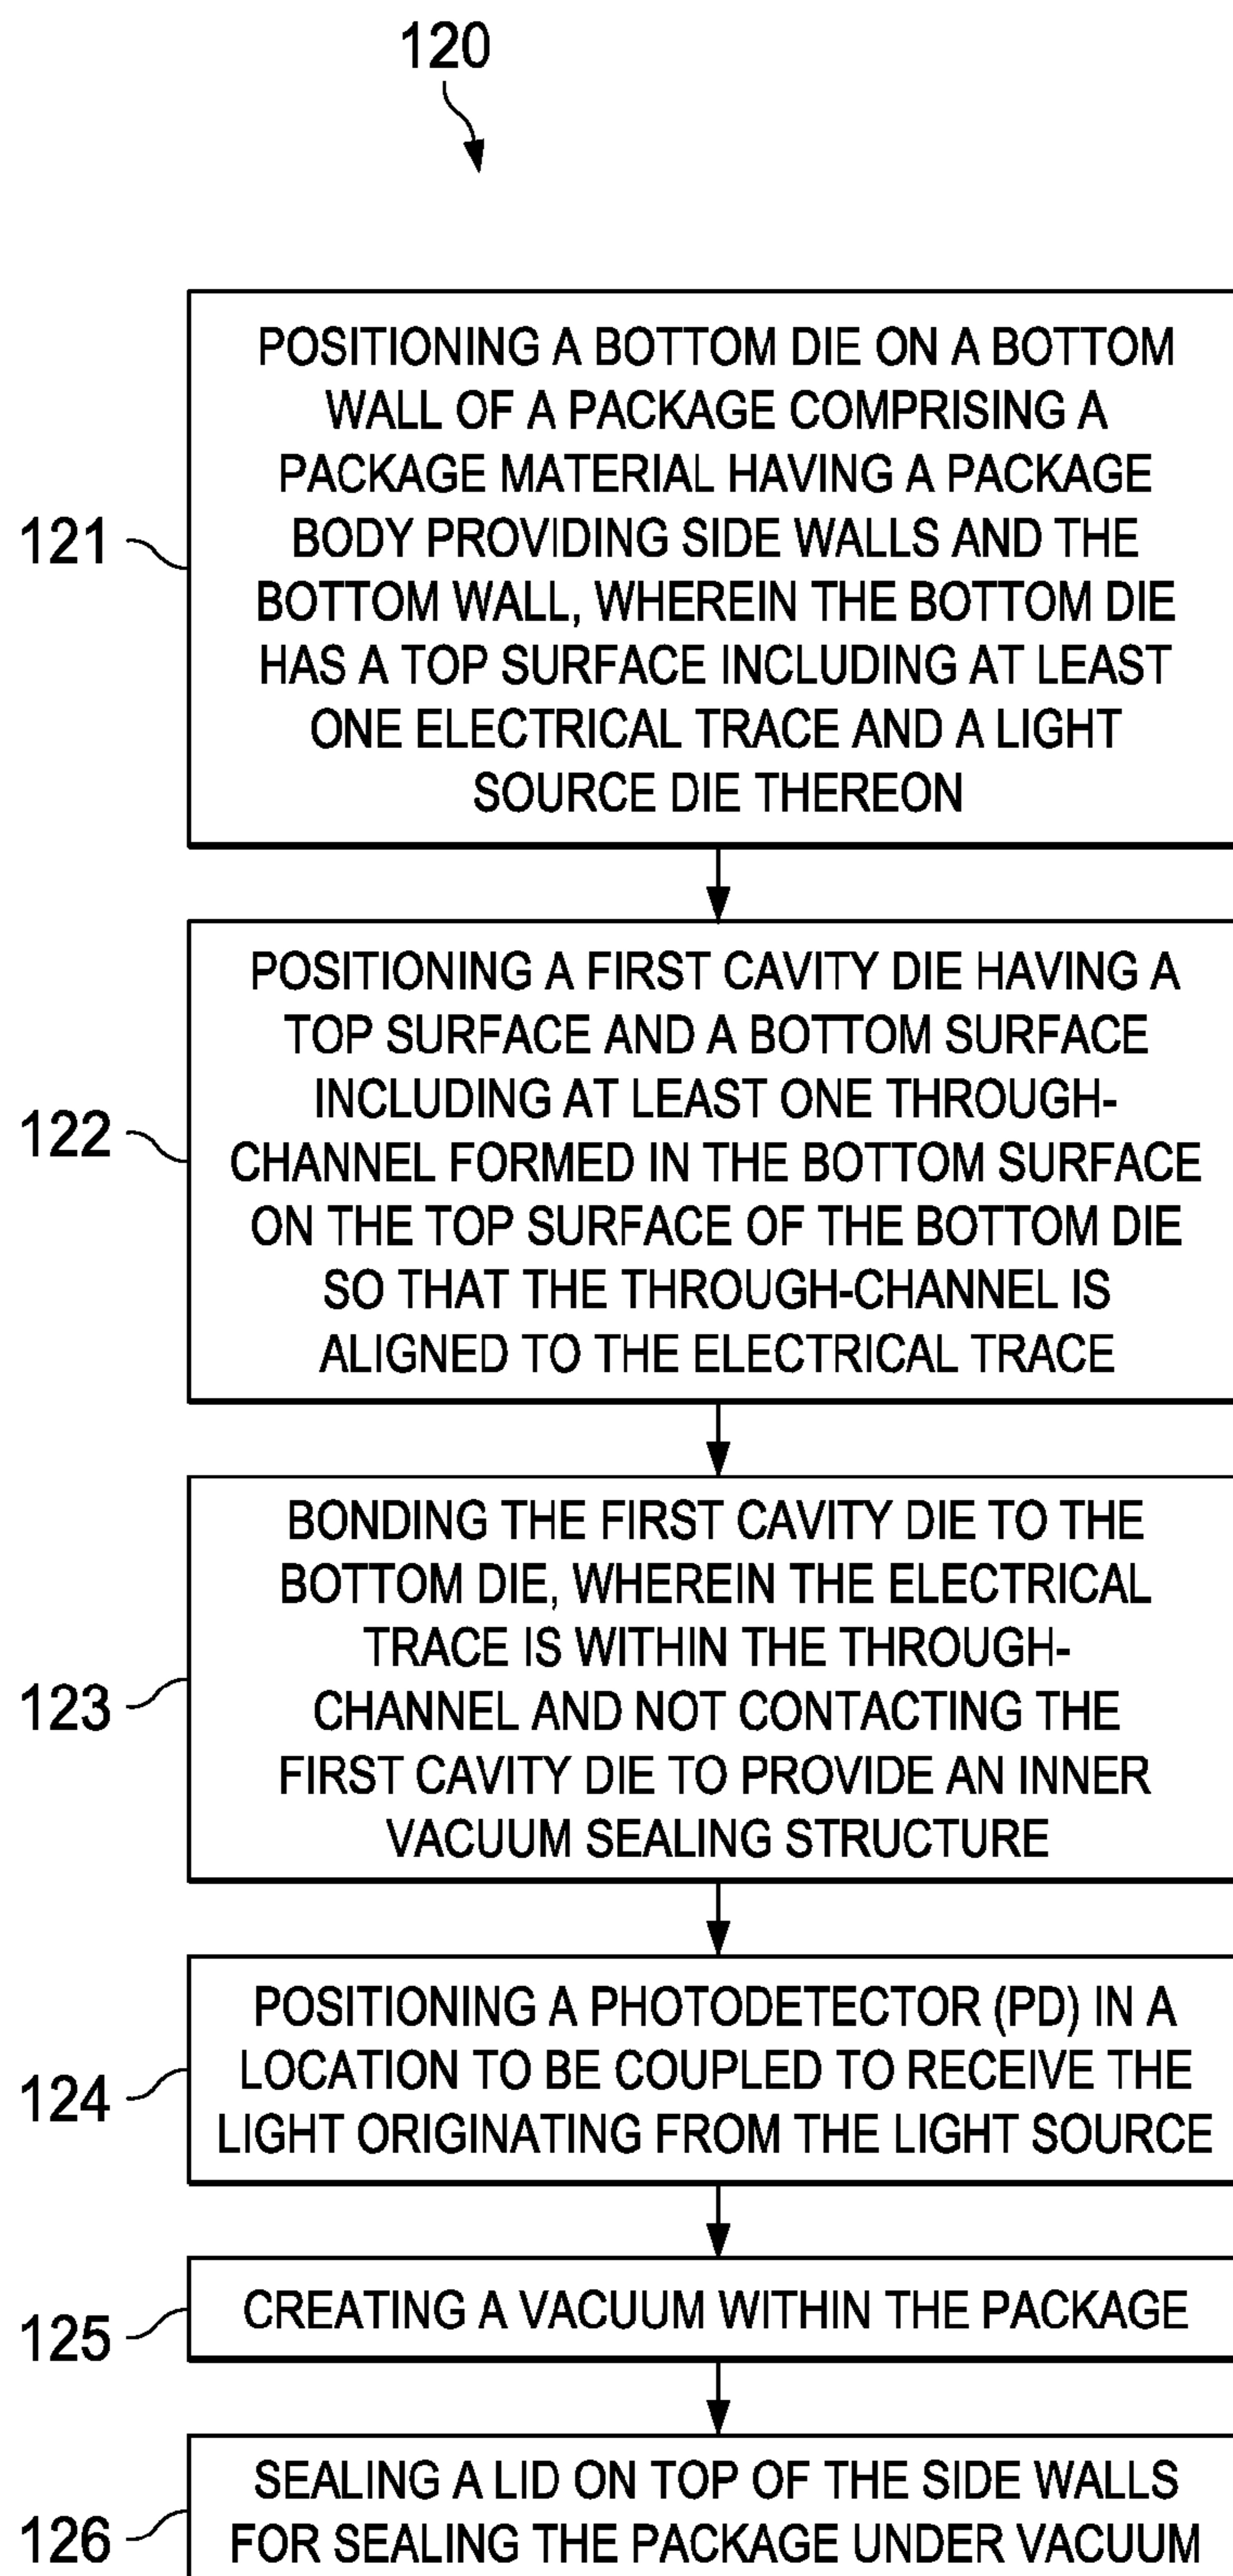 120
121
POSITIONING A BOTTOM DIE ON A BOTTOM
WALL OF A PACKAGE COMPRISING A
PACKAGE MATERIAL HAVING A PACKAGE
BODY PROVIDING SIDE WALLS AND THE
BOTTOM WALL, WHEREIN THE BOTTOM DIE
HAS A TOP SURFACE INCLUDING AT LEAST
ONE ELECTRICAL TRACE AND A LIGHT
SOURCE DIE THEREON
122
POSITIONING A FIRST CAVITY DIE HAVING A
TOP SURFACE AND A BOTTOM SURFACE
INCLUDING AT LEAST ONE THROUGH-
CHANNEL FORMED IN THE BOTTOM SURFACE
ON THE TOP SURFACE OF THE BOTTOM DIE
SO THAT THE THROUGH-CHANNEL IS
ALIGNED TO THE ELECTRICAL TRACE
123
BONDING THE FIRST CAVITY DIE TO THE
BOTTOM DIE, WHEREIN THE ELECTRICAL
TRACE IS WITHIN THE THROUGH-
CHANNEL AND NOT CONTACTING THE
FIRST CAVITY DIE TO PROVIDE AN INNER
VACUUM SEALING STRUCTURE
124
POSITIONING A PHOTODETECTOR (PD) IN A
LOCATION TO BE COUPLED TO RECEIVE THE
LIGHT ORIGINATING FROM THE LIGHT SOURCE
125
CREATING A VACUUM WITHIN THE PACKAGE
126
SEALING A LID ON TOP OF THE SIDE WALLS
FOR SEALING THE PACKAGE UNDER VACUUM